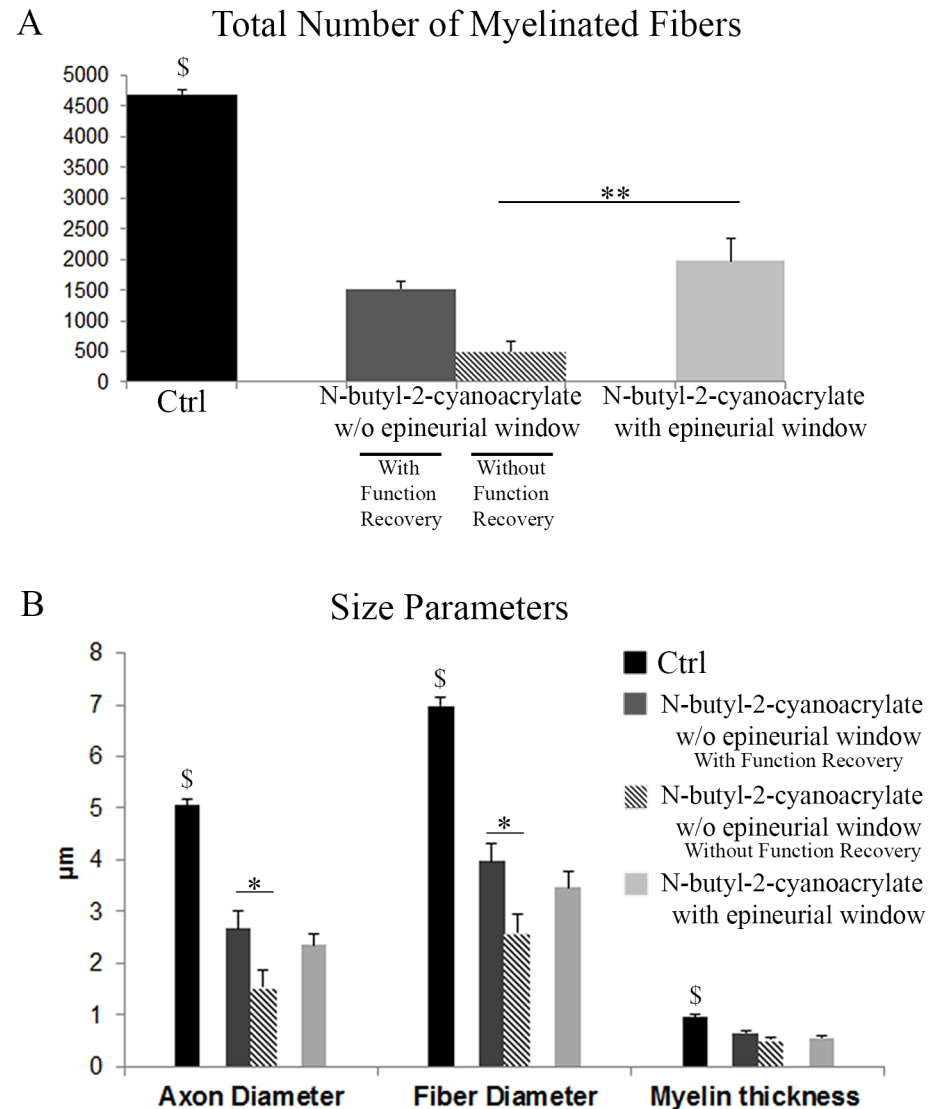 A
Total Number of Myelinated Fibers
$
5000
4500
4000
3500
3000
2500
2000
1500
1000
500
0
**
Ctrl
N-butyl-2-cyanoacrylate
w/o epineurial window
With
Function
Recovery
Without
Function
Recovery
N-butyl-2-cyanoacrylate
with epineurial window
B
Size Parameters
8
7
6
5
4
3
2
1
0
µm
$
*
$
*
$
Axon Diameter
Fiber Diameter
Myelin thickness
Ctrl
N-butyl-2-cyanoacrylate
w/o epineurial window
With Function Recovery
N-butyl-2-cyanoacrylate
w/o epineurial window
Without Function Recovery
N-butyl-2-cyanoacrylate
with epineurial window